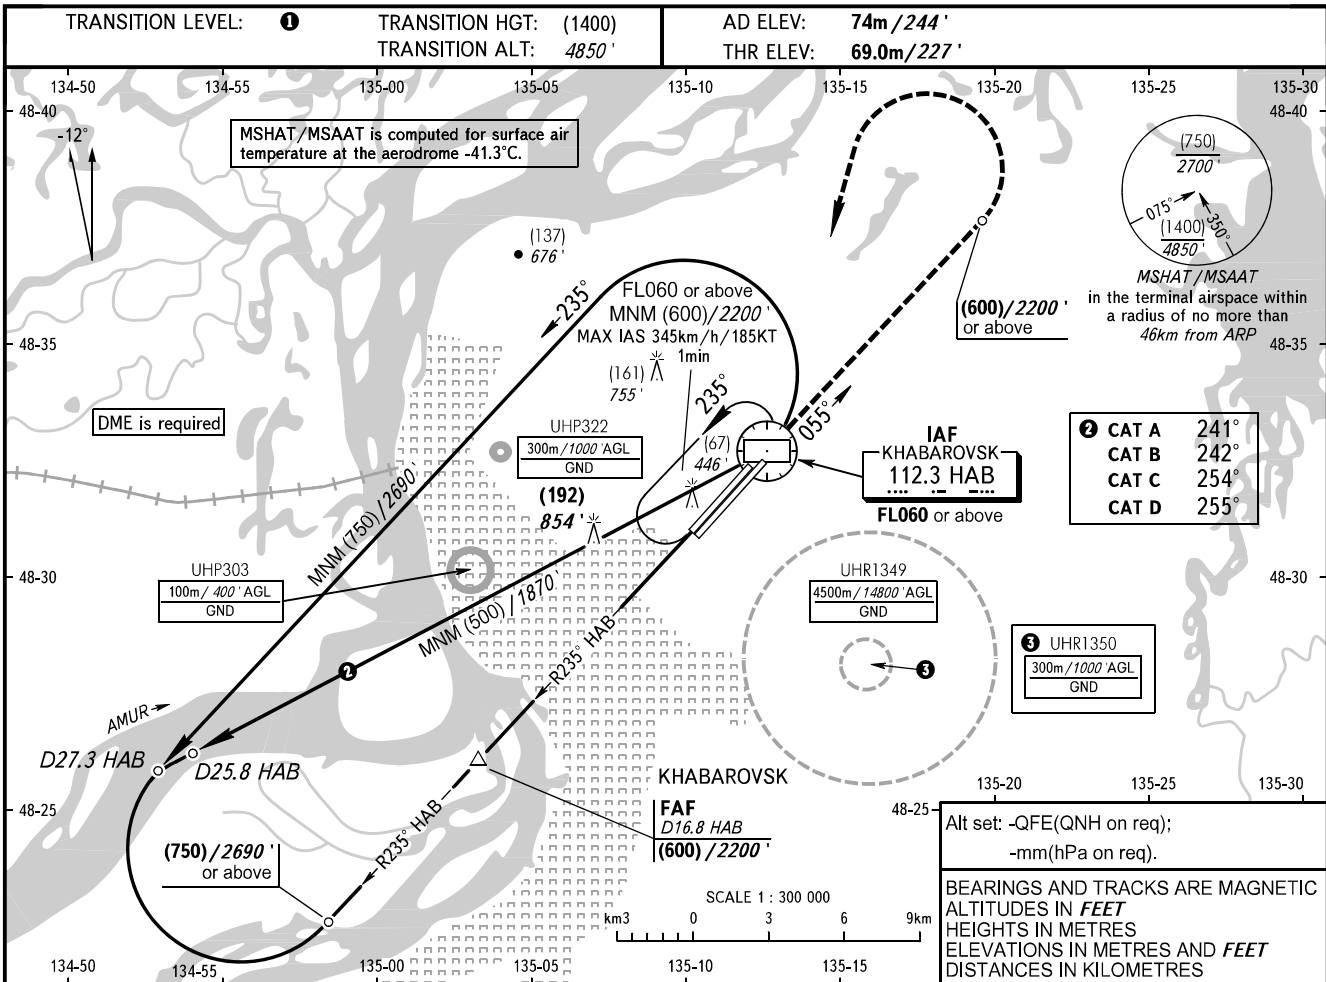 TRANSITION LEVEL: ❶ TRANSITION HGT: (1400)
TRANSITION ALT: 4850 '
AD ELEV: 74m/244 '
THR ELEV: 69.0m/227 '
134-50 134-55 135-00 135-05 135-10 135-15 135-20 135-30
48-40 48-40
-12°
MSHAT/MSAAT is computed for surface air
temperature at the aerodrome -41.3°C.
(750)
2700 '
075° 350°
(1400)
4850 '
MSHAT/MSAAT
in the terminal airspace within
a radius of no more than
46km from ARP
(137)
676 '
235°
FL060 or above
MNM (600)/2200 '
MAX IAS 345km/h/185KT
1min
(600)/2200 '
or above
48-35 48-35
(161)
755 '
235°
055°
DME is required
UHP322
300m/1000 'AGL
GND
(67)
446 '
IAF
KHABAROVSK
112.3 HAB
FL060 or above
❷ CAT A 241°
CAT B 242°
CAT C 254°
CAT D 255°
(192)
854 '
MNM (750)/2690 '
UHP303
100m/400 'AGL
GND
48-30 48-30
MNM (500)/1870 '
UHR1349
4500m/14800 'AGL
GND
R235° HAB
❸ UHR1350
300m/1000 'AGL
GND
❷
❸
AMUR
D27.3 HAB
D25.8 HAB
KHABAROVSK
FAF
D16.8 HAB
(600)/2200 '
135-20 135-25 135-30
48-25 48-25
R235° HAB
(750)/2690 '
or above
SCALE 1 : 300 000
km3 0 3 6 9km
Alt set: -QFE(QNH on req);
-mm(hPa on req).
BEARINGS AND TRACKS ARE MAGNETIC
ALTITUDES IN FEET
HEIGHTS IN METRES
ELEVATIONS IN METRES AND FEET
DISTANCES IN KILOMETRES
134-50 134-55 135-00 135-05 135-10 135-15